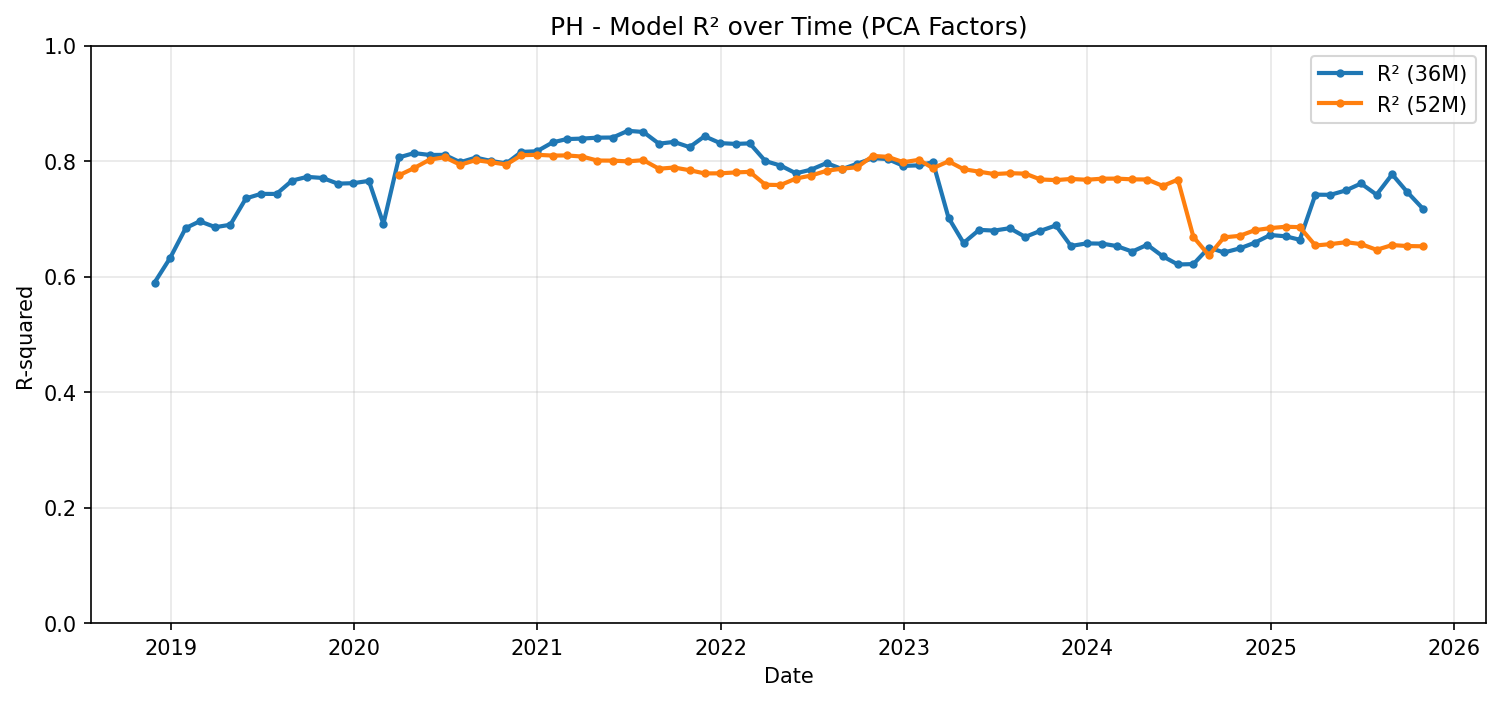 PH - Model R² over Time (PCA Factors)
R² (36M)
R² (52M)
1.0
0.8
0.6
0.4
0.2
0.0
R-squared
2019 2020 2021 2022 2023 2024 2025 2026
Date